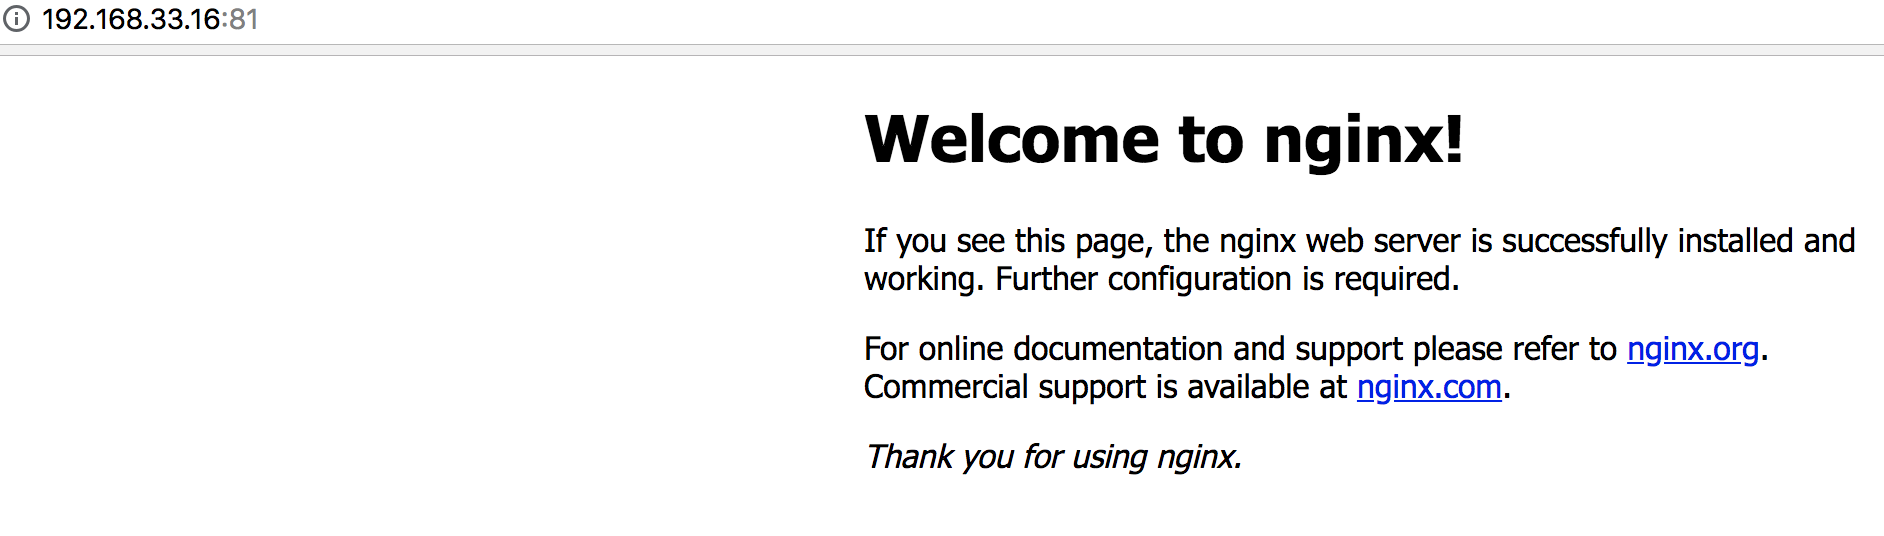 192.168.33.16:81
Welcome to nginx!
If you see this page, the nginx web server is successfully installed and
working. Further configuration is required.
For online documentation and support please refer to nginx.org.
Commercial support is available at nginx.com.
Thank you for using nginx.